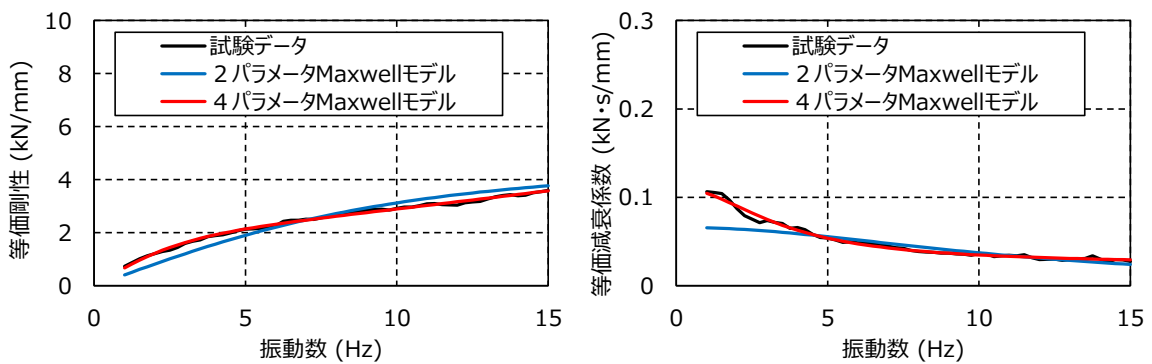 等価剛性 (kN/mm)
10
8
6
4
2
0
試験データ
２パラメータMaxwellモデル
４パラメータMaxwellモデル
0
5
10
15
振動数 (Hz)
等価減衰係数 (kN・s/mm)
0.3
0.2
0.1
0
試験データ
２パラメータMaxwellモデル
４パラメータMaxwellモデル
0
5
10
15
振動数 (Hz)